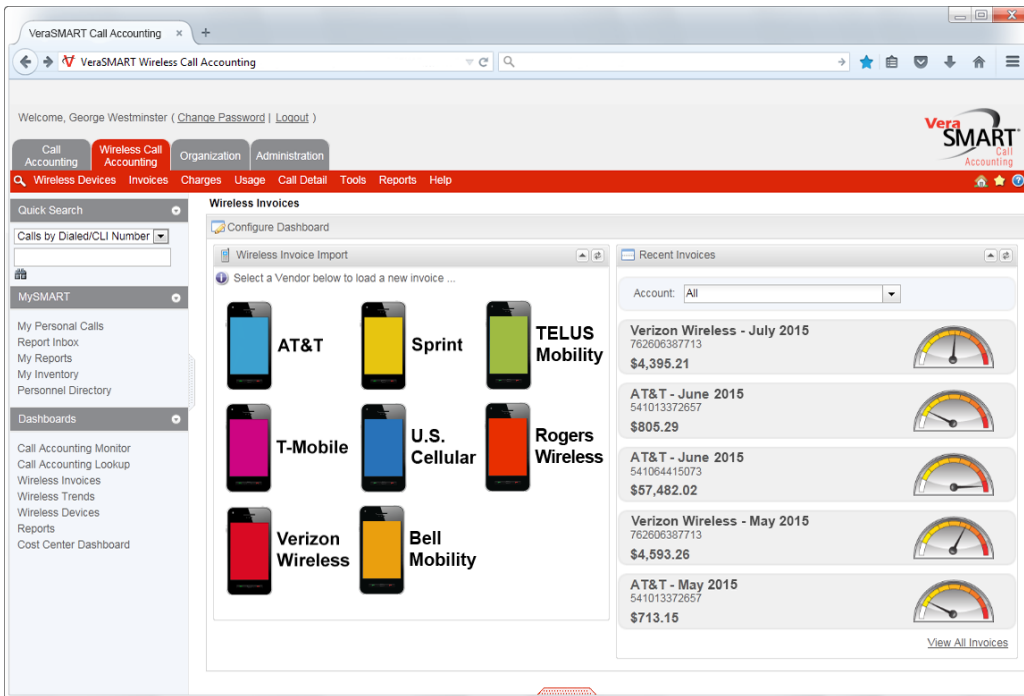 VeraSMART Call Accounting
VeraSMART Wireless Call Accounting
Welcome, George Westminster ( Change Password | Logout )
Vera
SMART
Call
Accounting
Call
Accounting
Wireless Call
Accounting
Organization
Administration
Wireless Devices Invoices Charges Usage Call Detail Tools Reports Help
Quick Search
Calls by Dialed/CLI Number
MySMART
My Personal Calls
Report Inbox
My Reports
My Inventory
Personnel Directory
Dashboards
Call Accounting Monitor
Call Accounting Lookup
Wireless Invoices
Wireless Trends
Wireless Devices
Reports
Cost Center Dashboard
Wireless Invoices
Configure Dashboard
Wireless Invoice Import
Select a Vendor below to load a new invoice ...
AT&T
Sprint
TELUS
Mobility
T-Mobile
U.S.
Cellular
Rogers
Wireless
Verizon
Wireless
Bell
Mobility
Recent Invoices
Account: All
Verizon Wireless - July 2015
762606387713
$4,395.21
AT&T - June 2015
541013372657
$805.29
AT&T - June 2015
541064415073
$57,482.02
Verizon Wireless - May 2015
762606387713
$4,593.26
AT&T - May 2015
541013372657
$713.15
View All Invoices